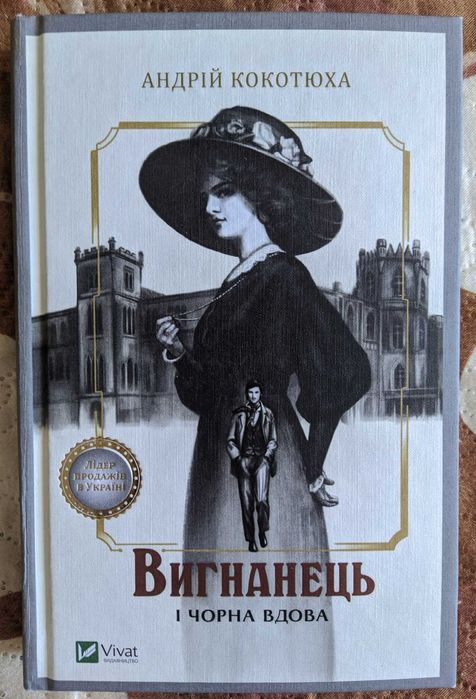 АНДРІЙ КОКОТЮХА
ЛІДЕР
ПРОДАЖІВ
В УКРАЇНІ
ВИГНАНЕЦЬ
І ЧОРНА ВДОВА
Vivat
ВИДАВНИЦТВО